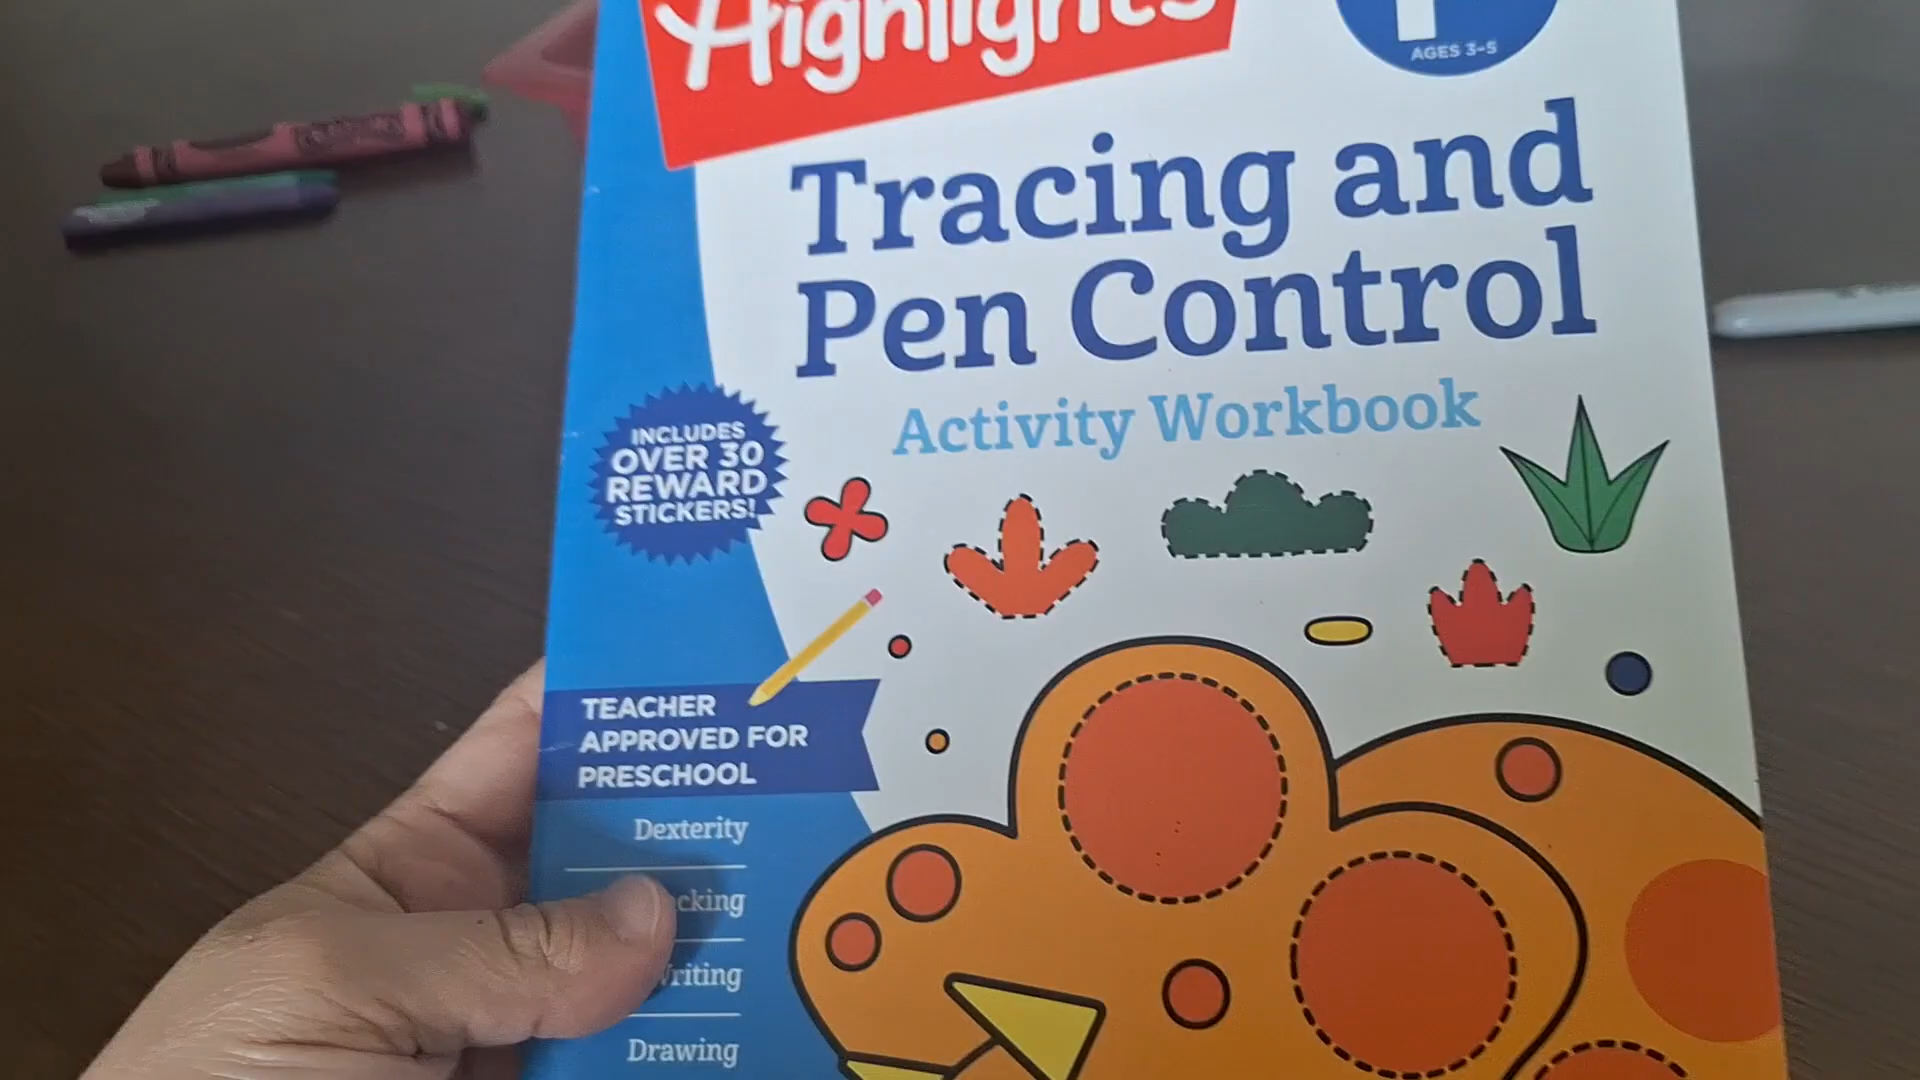 Highlights
AGES 3-5
Tracing and
Pen Control
Activity Workbook
INCLUDES
OVER 30
REWARD
STICKERS!
TEACHER
APPROVED FOR
PRESCHOOL
Dexterity
Writing
Drawing